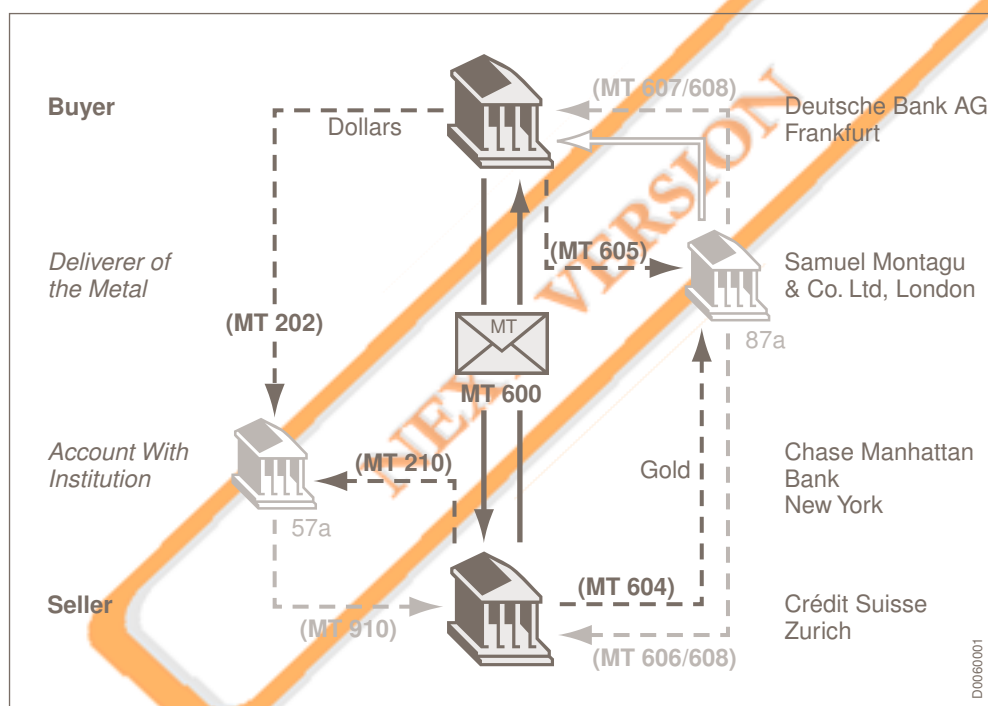 (MT 607/608)
Buyer
Deutsche Bank AG
Frankfurt
Dollars
(MT 605)
Deliverer of
the Metal
Samuel Montagu
& Co. Ltd, London
(MT 202)
MT
87a
MT 600
Account With
Institution
(MT 210)
Gold
Chase Manhattan
Bank
New York
57a
Seller
(MT 604)
Crédit Suisse
Zurich
(MT 910)
(MT 606/608)
D0060001
NEXT VERSION